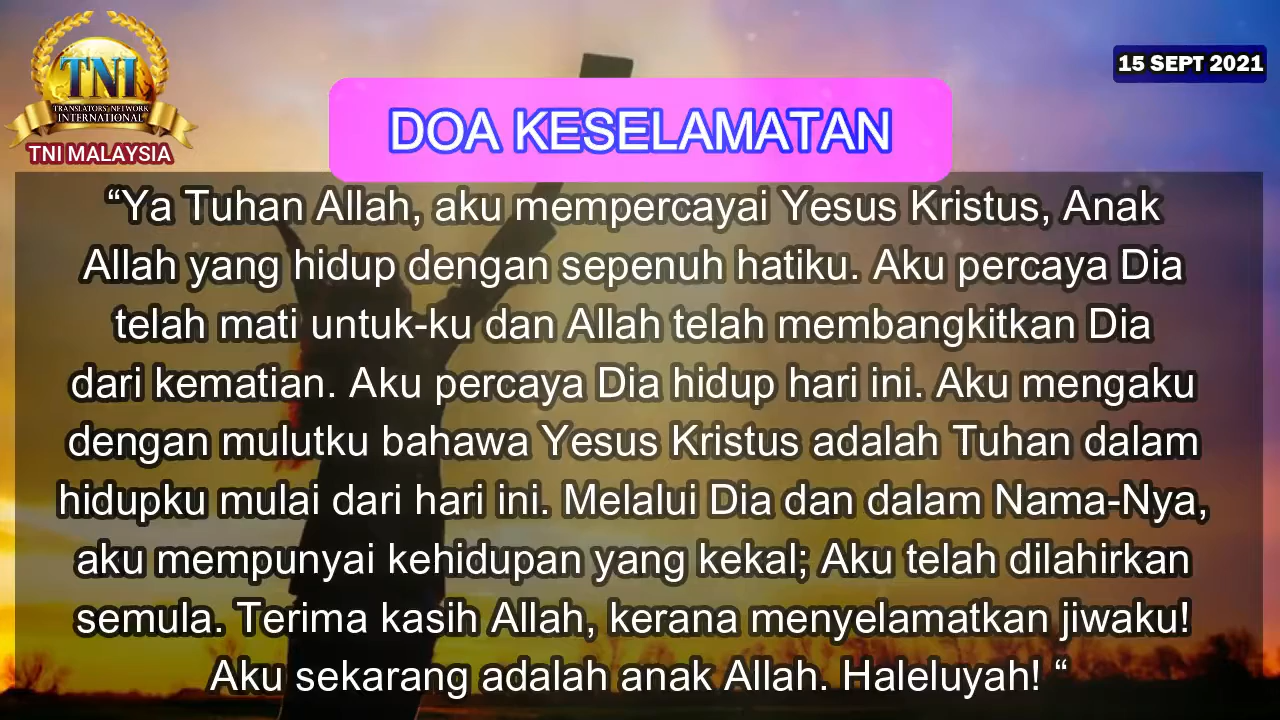 TNI
TRANSLATORS' NETWORK
INTERNATIONAL
TNI MALAYSIA
15 SEPT 2021
DOA KESELAMATAN
“Ya Tuhan Allah, aku mempercayai Yesus Kristus, Anak
Allah yang hidup dengan sepenuh hatiku. Aku percaya Dia
telah mati untuk-ku dan Allah telah membangkitkan Dia
dari kematian. Aku percaya Dia hidup hari ini. Aku mengaku
dengan mulutku bahawa Yesus Kristus adalah Tuhan dalam
hidupku mulai dari hari ini. Melalui Dia dan dalam Nama-Nya,
aku mempunyai kehidupan yang kekal; Aku telah dilahirkan
semula. Terima kasih Allah, kerana menyelamatkan jiwaku!
Aku sekarang adalah anak Allah. Haleluyah! “